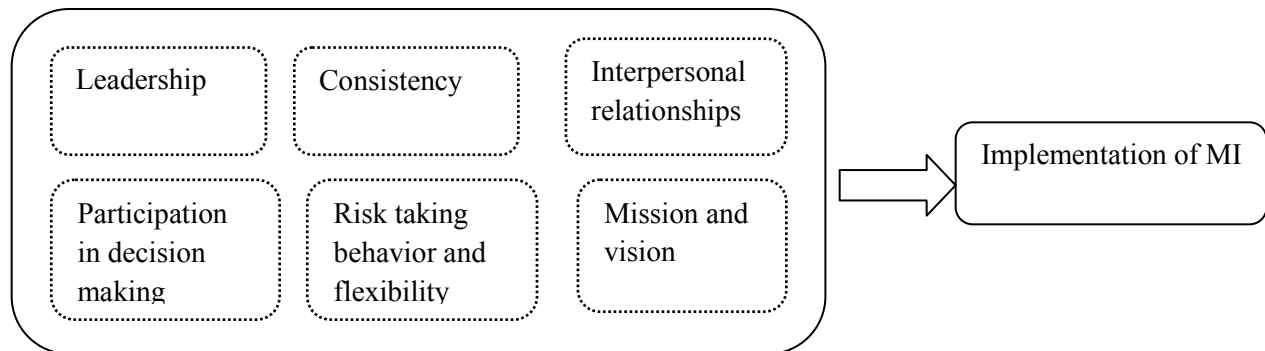 Leadership
Consistency
Interpersonal
relationships
Implementation of MI
Participation
in decision
making
Risk taking
behavior and
flexibility
Mission and
vision